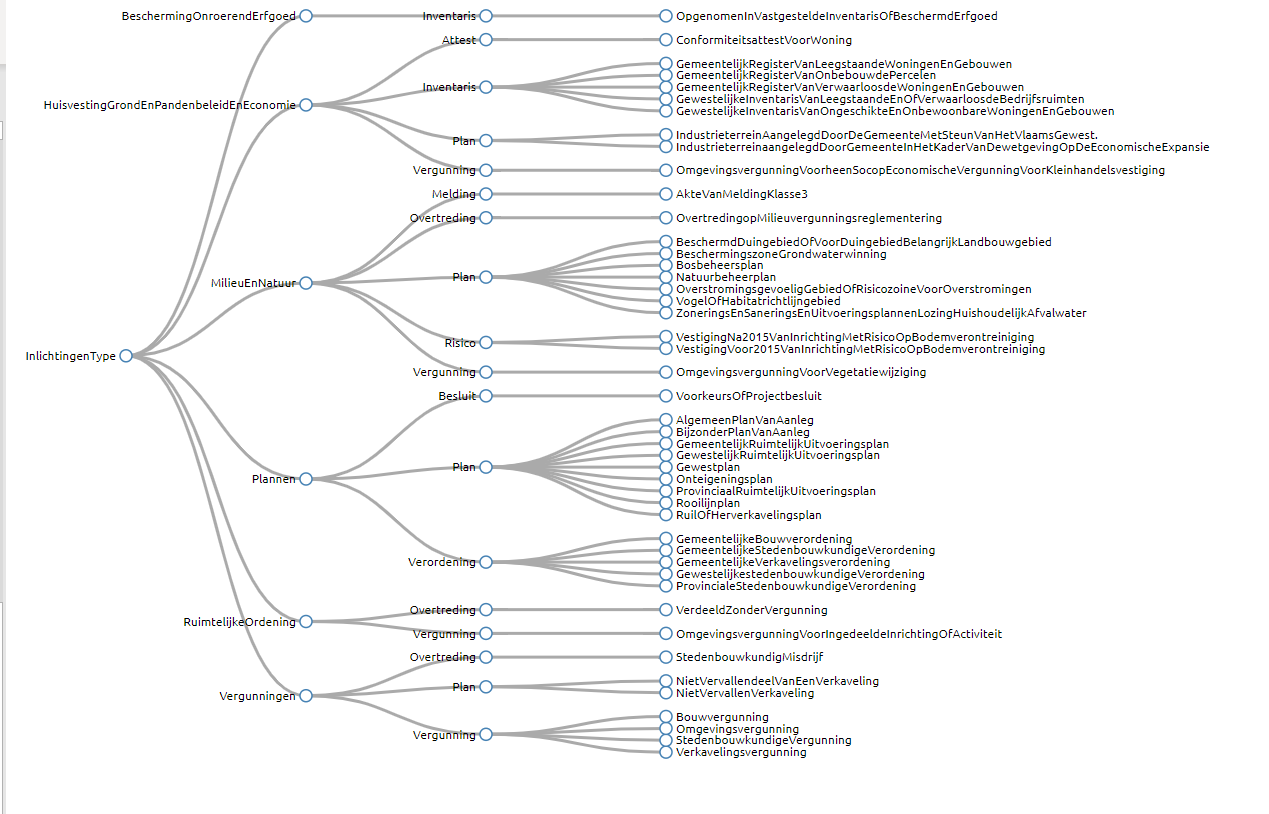 BeschermingOnroerendErfgoed
Inventaris
OpgenomenInVastgesteldeInventarisOfBeschermdErfgoed
HuisvestingGrondEnPandenbeleidEnEconomie
Attest
ConformiteitsattestVoorWoning
Inventaris
GemeentelijkRegisterVanLeegstaandeWoningenEnGebouwen
GemeentelijkRegisterVanOnbebouwdePercelen
GemeentelijkRegisterVanVerwaarloosdeWoningenEnGebouwen
GewestelijkeInventarisVanLeegstaandeEnOfVerwaarloosdeBedrijfsruimten
GewestelijkeInventarisVanOngeschikteEnOnbewoonbareWoningenEnGebouwen
Plan
IndustrieterreinAangelegdDoorDeGemeenteMetSteunVanHetVlaamsGewest.
IndustrieterreinaangelegdDoorGemeenteInHetKaderVanDewetgevingOpDeEconomischeExpansie
Vergunning
OmgevingsvergunningVoorheenSocopEconomischeVergunningVoorKleinhandelsvestiging
InlichtingenType
MilieuEnNatuur
Melding
AkteVanMeldingKlasse3
Overtreding
OvertredingopMilieuvergunningsreglementering
Plan
BeschermdDuingebiedOfVoorDuingebiedBelangrijkLandbouwgebied
BeschermingszoneGrondwaterwinning
Bosbeheersplan
Natuurbeheerplan
OverstromingsgevoeligGebiedOfRisicozoineVoorOverstromingen
VogelOfHabitatrichtlijngebied
ZoneringsEnSaneringsEnUitvoeringsplannenLozingHuishoudelijkAfvalwater
Risico
VestigingNa2015VanInrichtingMetRisicoOpBodemverontreiniging
VestigingVoor2015VanInrichtingMetRisicoOpBodemverontreiniging
Vergunning
OmgevingsvergunningVoorVegetatiewijziging
Plannen
Besluit
VoorkeursOfProjectbesluit
Plan
AlgemeenPlanVanAanleg
BijzonderPlanVanAanleg
GemeentelijkRuimtelijkUitvoeringsplan
GewestelijkRuimtelijkUitvoeringsplan
Gewestplan
Onteigeningsplan
ProvinciaalRuimtelijkUitvoeringsplan
Rooilijnplan
RuilOfHerverkavelingsplan
Verordening
GemeentelijkeBouwverordening
GemeentelijkeStedenbouwkundigeVerordening
GemeentelijkeVerkavelingsverordening
GewestelijkestedenbouwkundigeVerordening
ProvincialeStedenbouwkundigeVerordening
RuimtelijkeOrdening
Overtreding
VerdeeldZonderVergunning
Vergunning
OmgevingsvergunningVoorIngedeeldeInrichtingOfActiviteit
Vergunningen
Overtreding
StedenbouwkundigMisdrijf
Plan
NietVervallendeelVanEenVerkaveling
NietVervallenVerkaveling
Vergunning
Bouwvergunning
Omgevingsvergunning
StedenbouwkundigeVergunning
Verkavelingsvergunning